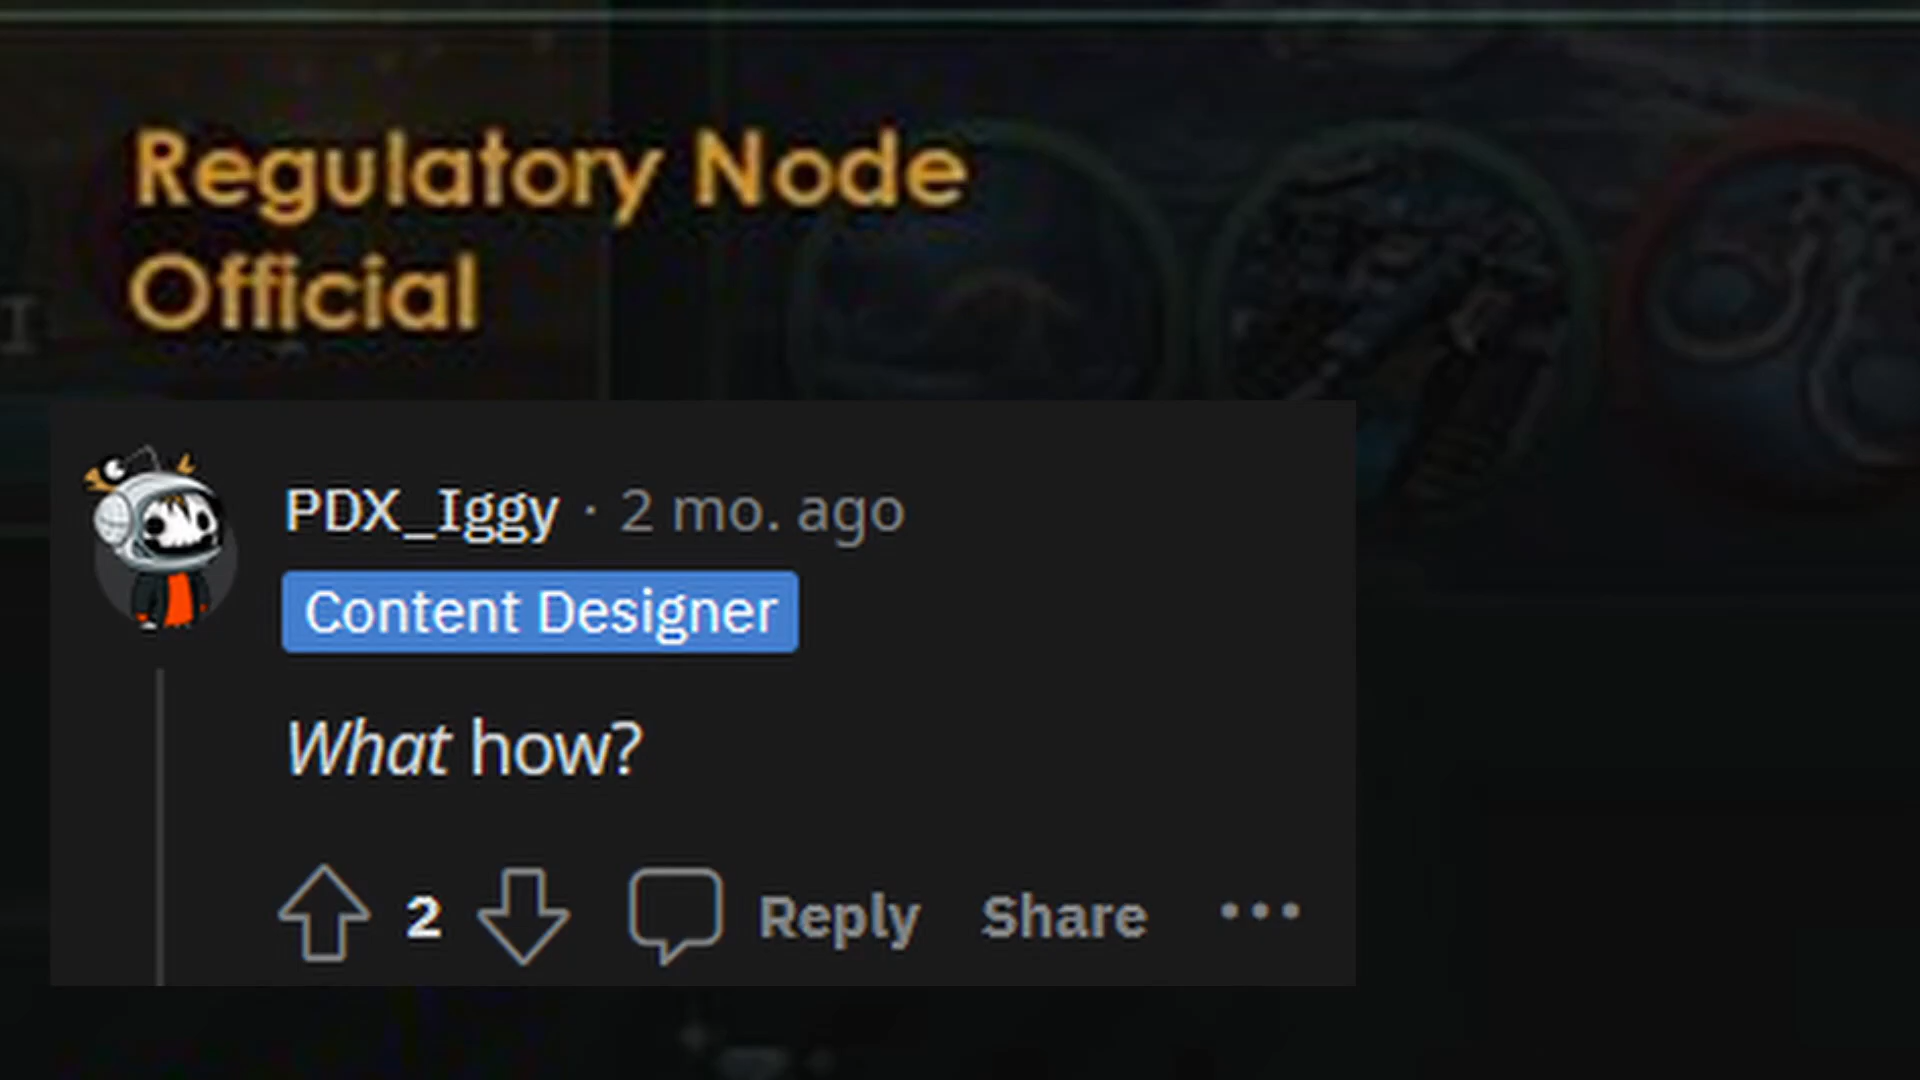 Regulatory Node
Official
I
PDX_Iggy · 2 mo. ago
Content Designer
What how?
2 Reply Share ...